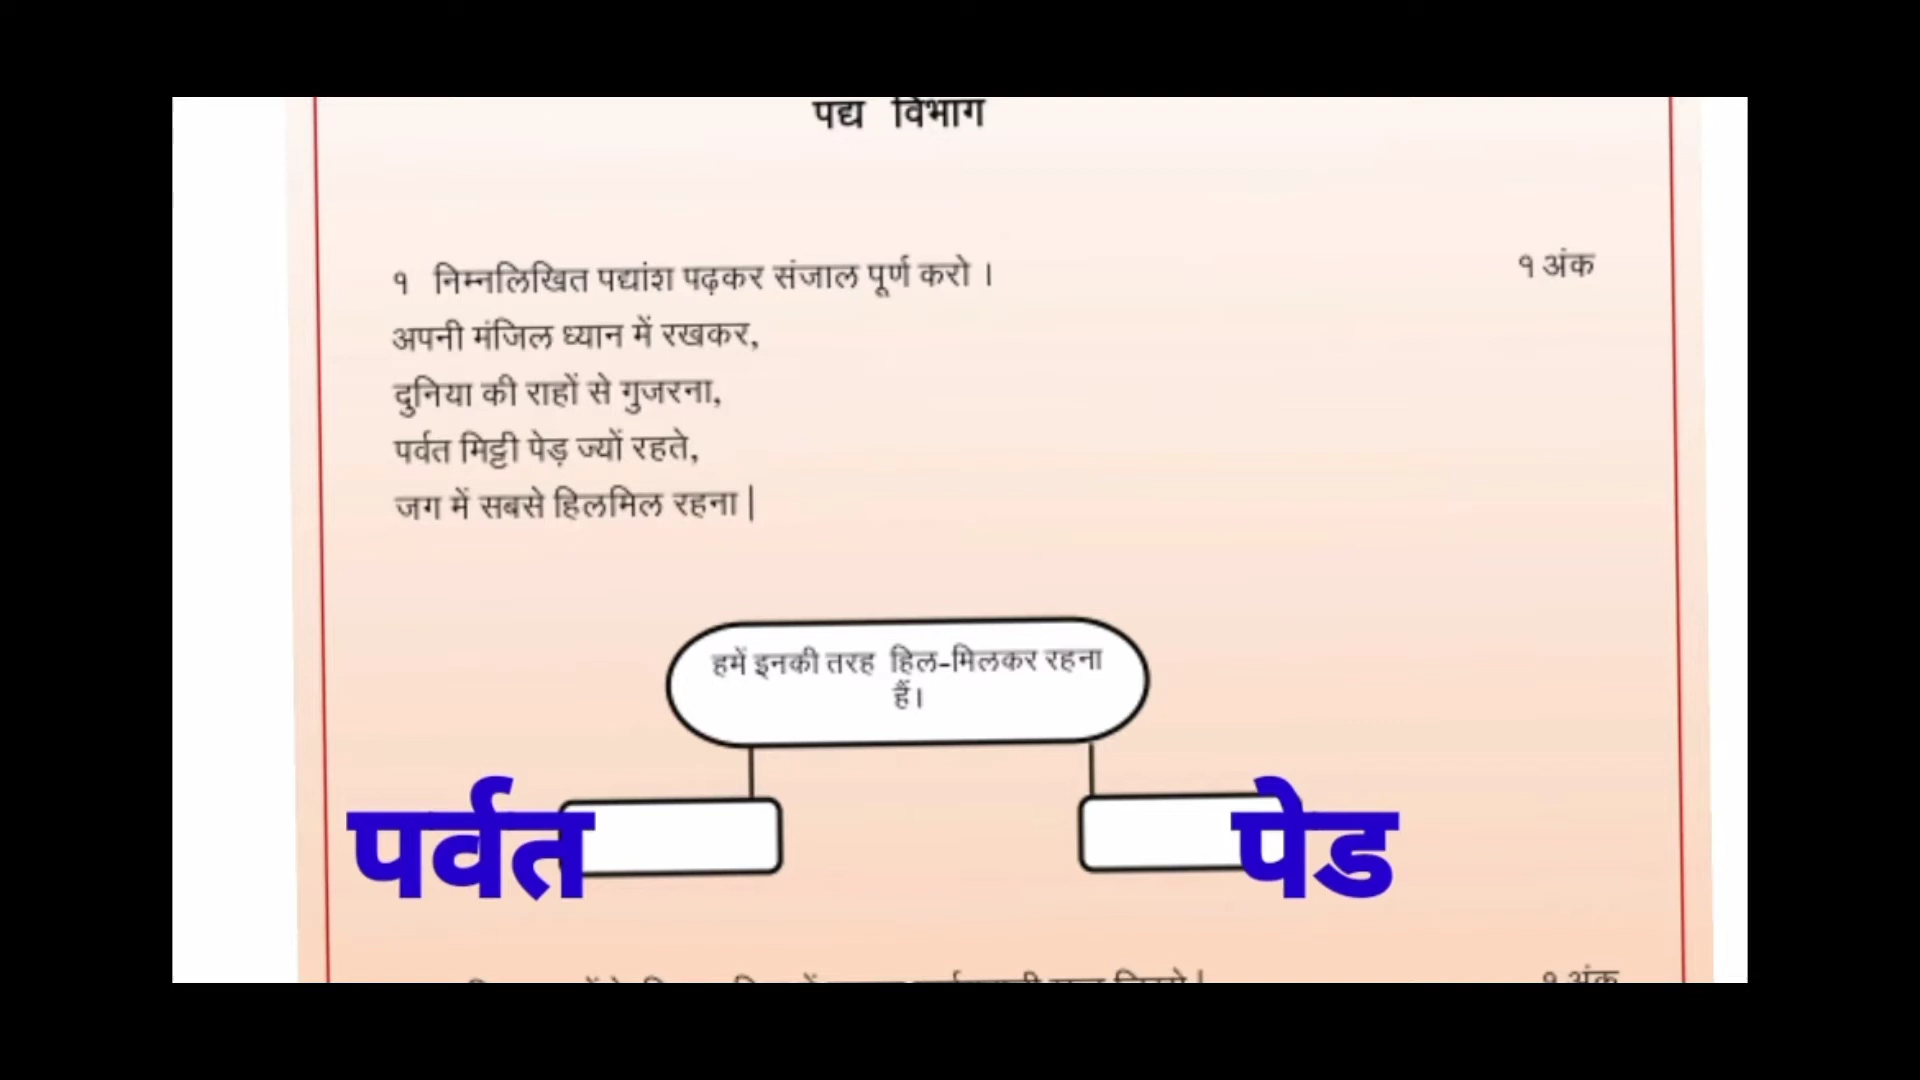 पद्य विभाग
१ निम्नलिखित पद्यांश पढ़कर संजाल पूर्ण करो । १ अंक
अपनी मंजिल ध्यान में रखकर,
दुनिया की राहों से गुजरना,
पर्वत मिट्टी पेड़ ज्यों रहते,
जग में सबसे हिलमिल रहना|
हमें इनकी तरह हिल-मिलकर रहना
हैं।
पर्वत पेड
१ अंक